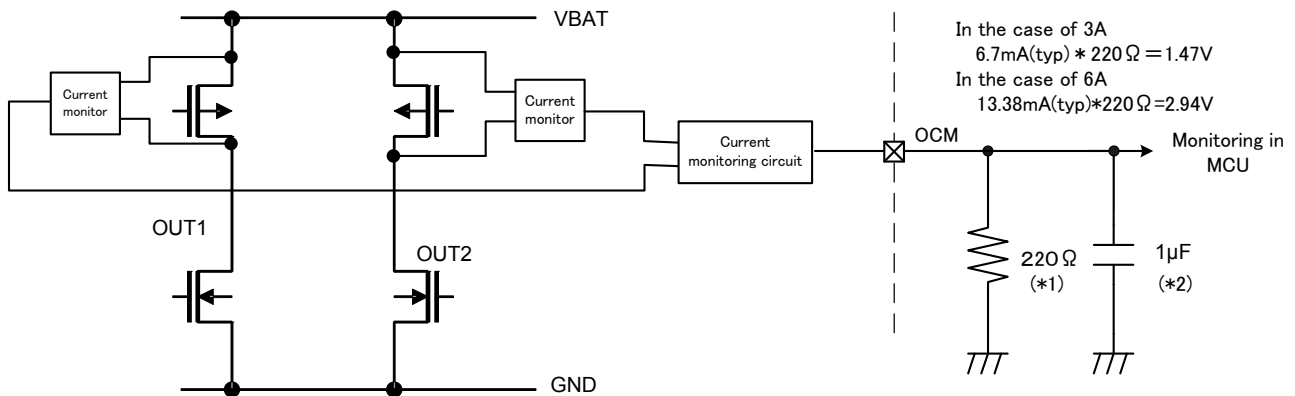 VBAT
In the case of 3A
6.7mA(typ)*220Ω=1.47V
In the case of 6A
13.38mA(typ)*220Ω=2.94V
Current
monitor
Current
monitor
Current
monitoring circuit
OCM
Monitoring in
MCU
OUT1
OUT2
220Ω
(*1)
1µF
(*2)
GND